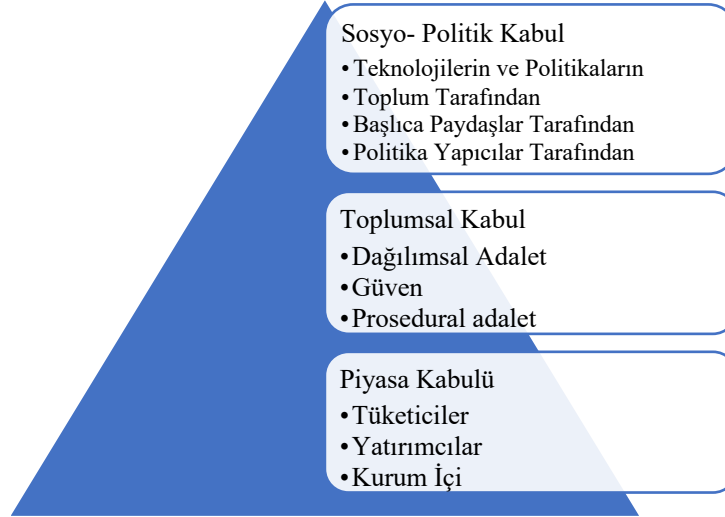 Sosyo- Politik Kabul
•Teknolojilerin ve Politikaların
•Toplum Tarafından
•Başlıca Paydaşlar Tarafından
•Politika Yapıcılar Tarafından
Toplumsal Kabul
•Dağılımsal Adalet
•Güven
•Prosedural adalet
Piyasa Kabulü
•Tüketiciler
•Yatırımcılar
•Kurum İçi